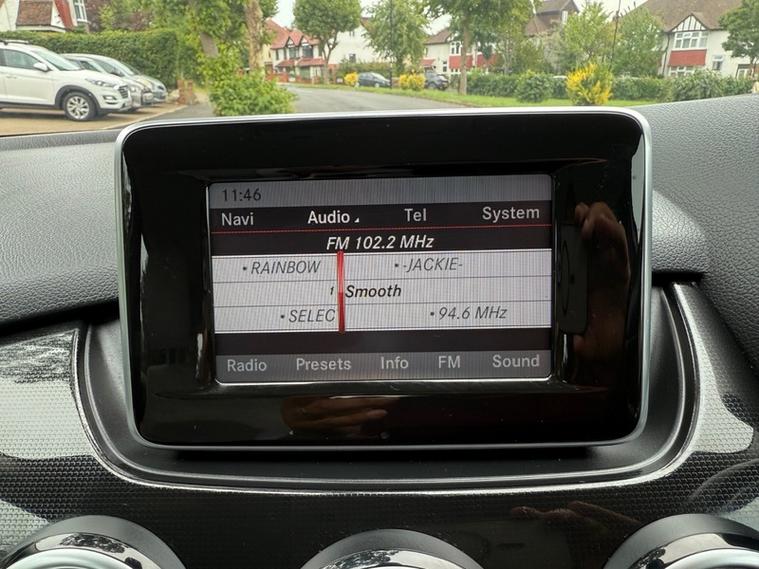 11:46
Navi Audio Tel System
FM 102.2 MHz
• RAINBOW • -JACKIE-
1 Smooth
• SELEC • 94.6 MHz
Radio Presets Info FM Sound